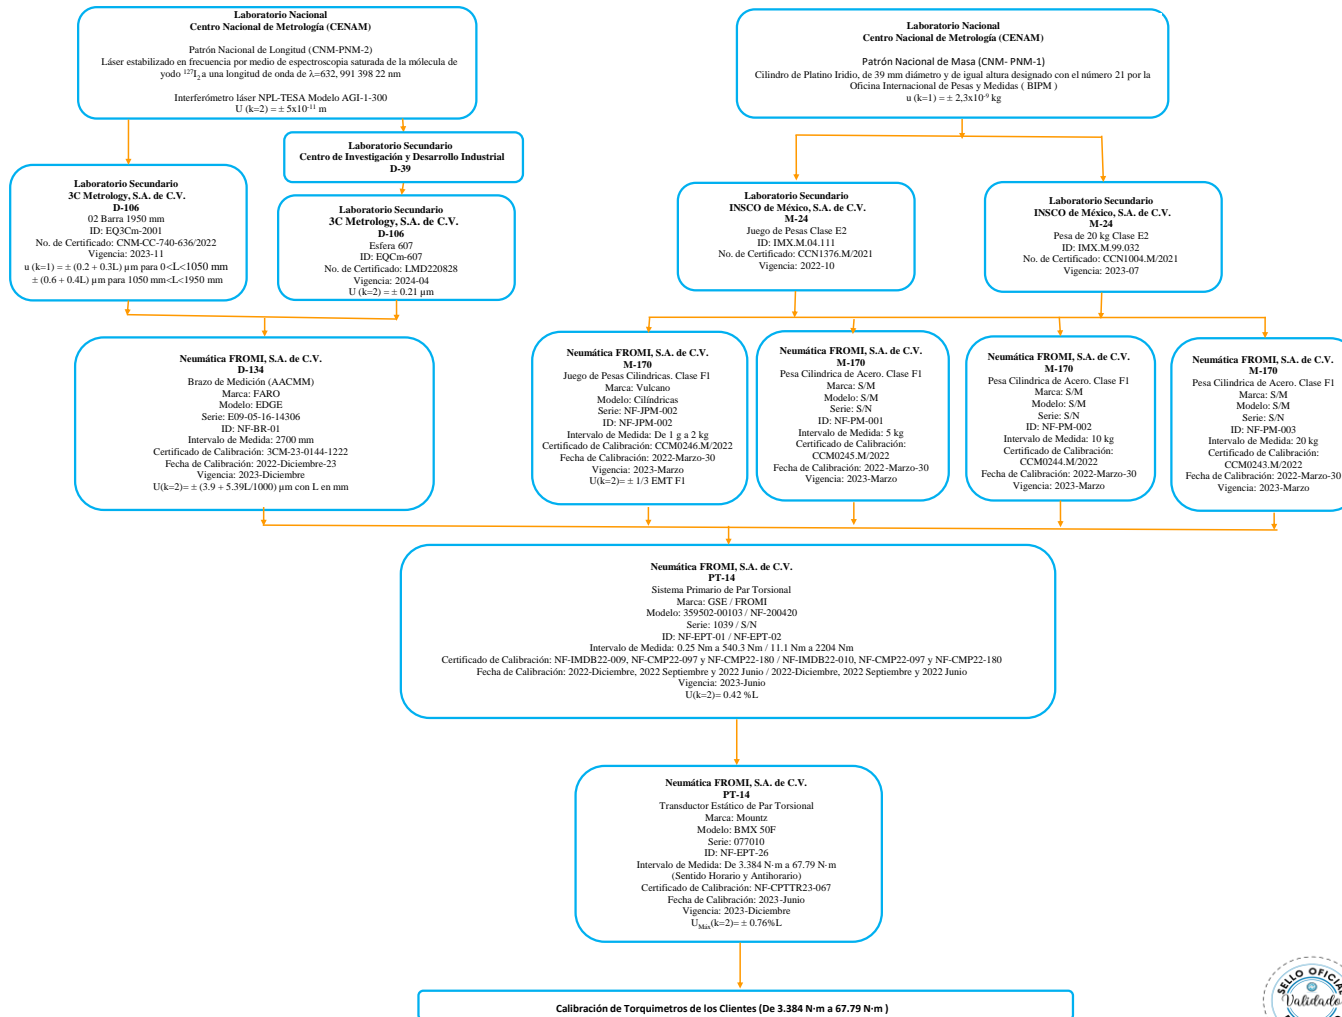 Laboratorio Nacional
Centro Nacional de Metrología (CENAM)
Patrón Nacional de Longitud (CNM-PNM-2)
Láser estabilizado en frecuencia por medio de espectroscopia saturada de la mólecula de
yodo ¹²⁷I₂ a una longitud de onda de λ=632, 991 398 22 nm
Interferómetro láser NPL-TESA Modelo AGI-1-300
U (k=2) = ± 5x10⁻¹¹ m
Laboratorio Nacional
Centro Nacional de Metrología (CENAM)
Patrón Nacional de Masa (CNM- PNM-1)
Cilindro de Platino Iridio, de 39 mm diámetro y de igual altura designado con el número 21 por la
Oficina Internacional de Pesas y Medidas ( BIPM )
u (k=1) = ± 2,3x10⁻⁹ kg
Laboratorio Secundario
Centro de Investigación y Desarrollo Industrial
D-39
Laboratorio Secundario
3C Metrology, S.A. de C.V.
D-106
02 Barra 1950 mm
ID: EQ3Cm-2001
No. de Certificado: CNM-CC-740-636/2022
Vigencia: 2023-11
u (k=1) = ± (0.2 + 0.3L) µm para 0<L<1050 mm
± (0.6 + 0.4L) µm para 1050 mm<L<1950 mm
Laboratorio Secundario
3C Metrology, S.A. de C.V.
D-106
Esfera 607
ID: EQCm-607
No. de Certificado: LMD220828
Vigencia: 2024-04
U (k=2) = ± 0.21 µm
Laboratorio Secundario
INSCO de México, S.A. de C.V.
M-24
Juego de Pesas Clase E2
ID: IMX.M.04.111
No. de Certificado: CCN1376.M/2021
Vigencia: 2022-10
Laboratorio Secundario
INSCO de México, S.A. de C.V.
M-24
Pesa de 20 kg Clase E2
ID: IMX.M.99.032
No. de Certificado: CCN1004.M/2021
Vigencia: 2023-07
Neumática FROMI, S.A. de C.V.
D-134
Brazo de Medición (AACMM)
Marca: FARO
Modelo: EDGE
Serie: E09-05-16-14306
ID: NF-BR-01
Intervalo de Medida: 2700 mm
Certificado de Calibración: 3CM-23-0144-1222
Fecha de Calibración: 2022-Diciembre-23
Vigencia: 2023-Diciembre
U(k=2)= ± (3.9 + 5.39L/1000) µm con L en mm
Neumática FROMI, S.A. de C.V.
M-170
Juego de Pesas Cilindricas. Clase F1
Marca: Vulcano
Modelo: Cilíndricas
Serie: NF-JPM-002
ID: NF-JPM-002
Intervalo de Medida: De 1 g a 2 kg
Certificado de Calibración: CCM0246.M/2022
Fecha de Calibración: 2022-Marzo-30
Vigencia: 2023-Marzo
U(k=2)= ± 1/3 EMT F1
Neumática FROMI, S.A. de C.V.
M-170
Pesa Cilindrica de Acero. Clase F1
Marca: S/M
Modelo: S/M
Serie: S/N
ID: NF-PM-001
Intervalo de Medida: 5 kg
Certificado de Calibración:
CCM0245.M/2022
Fecha de Calibración: 2022-Marzo-30
Vigencia: 2023-Marzo
Neumática FROMI, S.A. de C.V.
M-170
Pesa Cilindrica de Acero. Clase F1
Marca: S/M
Modelo: S/M
Serie: S/N
ID: NF-PM-002
Intervalo de Medida: 10 kg
Certificado de Calibración:
CCM0244.M/2022
Fecha de Calibración: 2022-Marzo-30
Vigencia: 2023-Marzo
Neumática FROMI, S.A. de C.V.
M-170
Pesa Cilindrica de Acero. Clase F1
Marca: S/M
Modelo: S/M
Serie: S/N
ID: NF-PM-003
Intervalo de Medida: 20 kg
Certificado de Calibración:
CCM0243.M/2022
Fecha de Calibración: 2022-Marzo-30
Vigencia: 2023-Marzo
Neumática FROMI, S.A. de C.V.
PT-14
Sistema Primario de Par Torsional
Marca: GSE / FROMI
Modelo: 359502-00103 / NF-200420
Serie: 1039 / S/N
ID: NF-EPT-01 / NF-EPT-02
Intervalo de Medida: 0.25 Nm a 540.3 Nm / 11.1 Nm a 2204 Nm
Certificado de Calibración: NF-IMDB22-009, NF-CMP22-097 y NF-CMP22-180 / NF-IMDB22-010, NF-CMP22-097 y NF-CMP22-180
Fecha de Calibración: 2022-Diciembre, 2022 Septiembre y 2022 Junio / 2022-Diciembre, 2022 Septiembre y 2022 Junio
Vigencia: 2023-Junio
U(k=2)= 0.42 %L
Neumática FROMI, S.A. de C.V.
PT-14
Transductor Estático de Par Torsional
Marca: Mountz
Modelo: BMX 50F
Serie: 077010
ID: NF-EPT-26
Intervalo de Medida: De 3.384 N·m a 67.79 N·m
(Sentido Horario y Antihorario)
Certificado de Calibración: NF-CPTTR23-067
Fecha de Calibración: 2023-Junio
Vigencia: 2023-Diciembre
U_Máx(k=2)= ± 0.76%L
Calibración de Torquimetros de los Clientes (De 3.384 N·m a 67.79 N·m )
SELLO OFICIAL
Validado